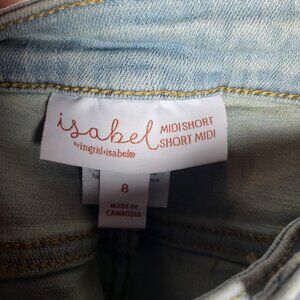 isabel
by ingrid+isabel®
MIDI SHORT
SHORT MIDI
8
MADE IN
CAMBODIA